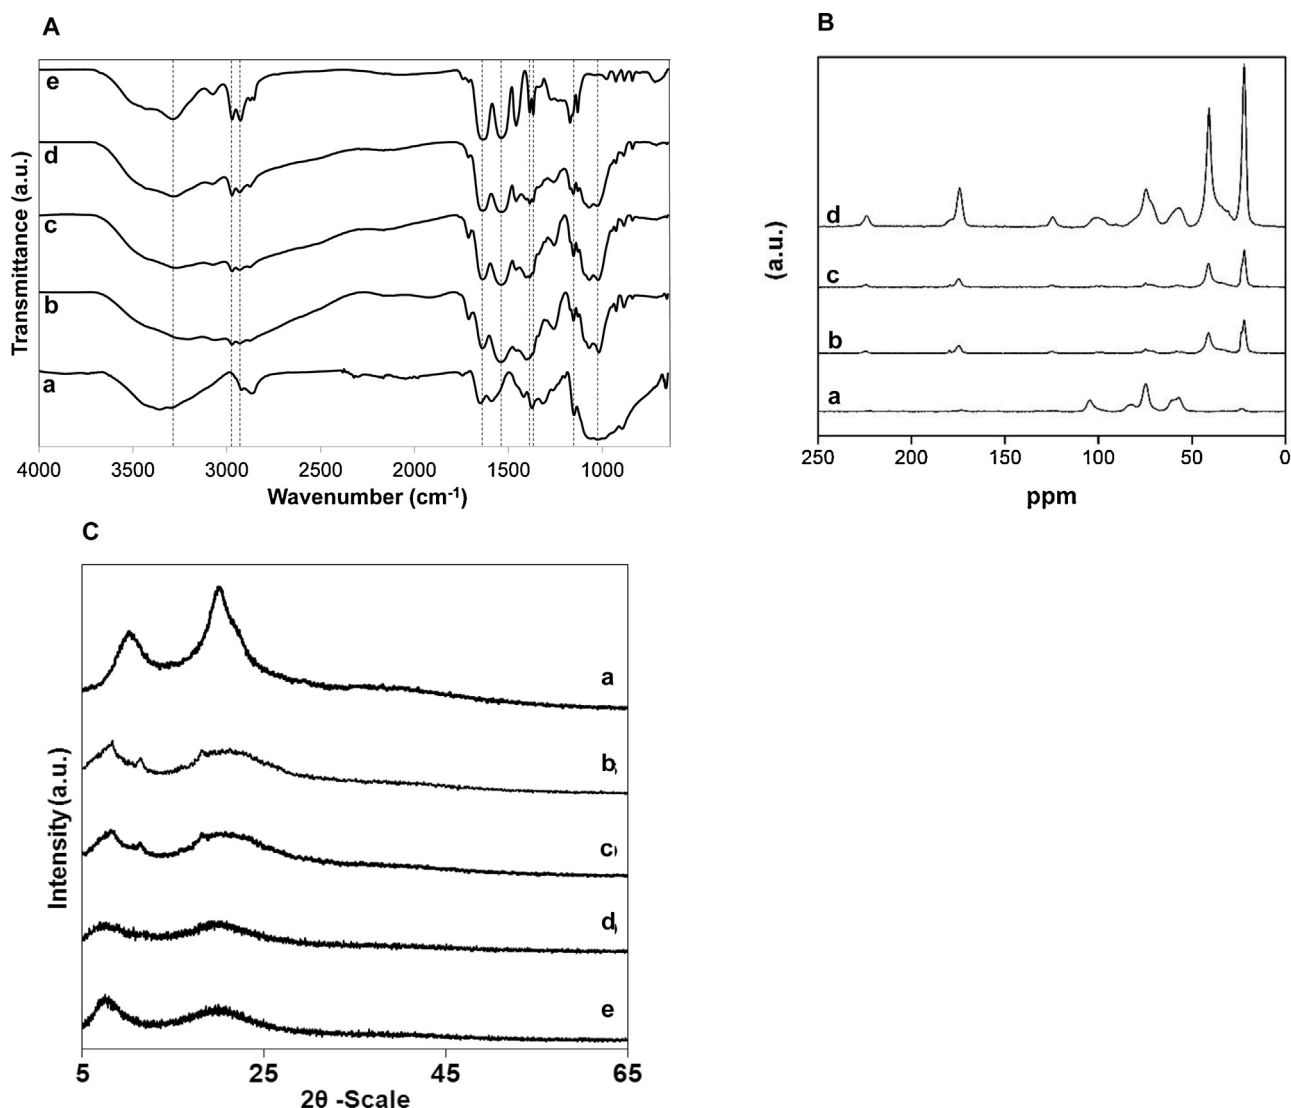 A
Transmittance (a.u.)
e
d
c
b
a
4000 3500 3000 2500 2000 1500 1000
Wavenumber (cm⁻¹)
B
(a.u.)
d
c
b
a
250 200 150 100 50 0
ppm
C
Intensity (a.u.)
a
b
c
d
e
5 25 45 65
2θ -Scale